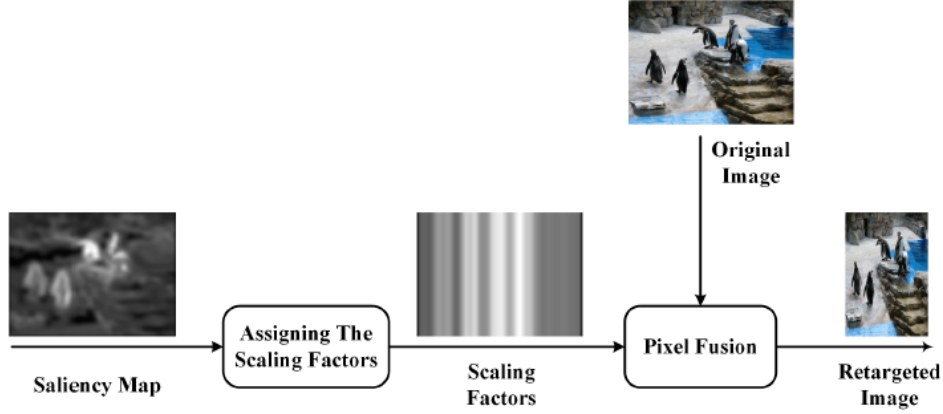 Original
Image
Assigning The
Scaling Factors
Pixel Fusion
Saliency Map
Scaling
Factors
Retargeted
Image